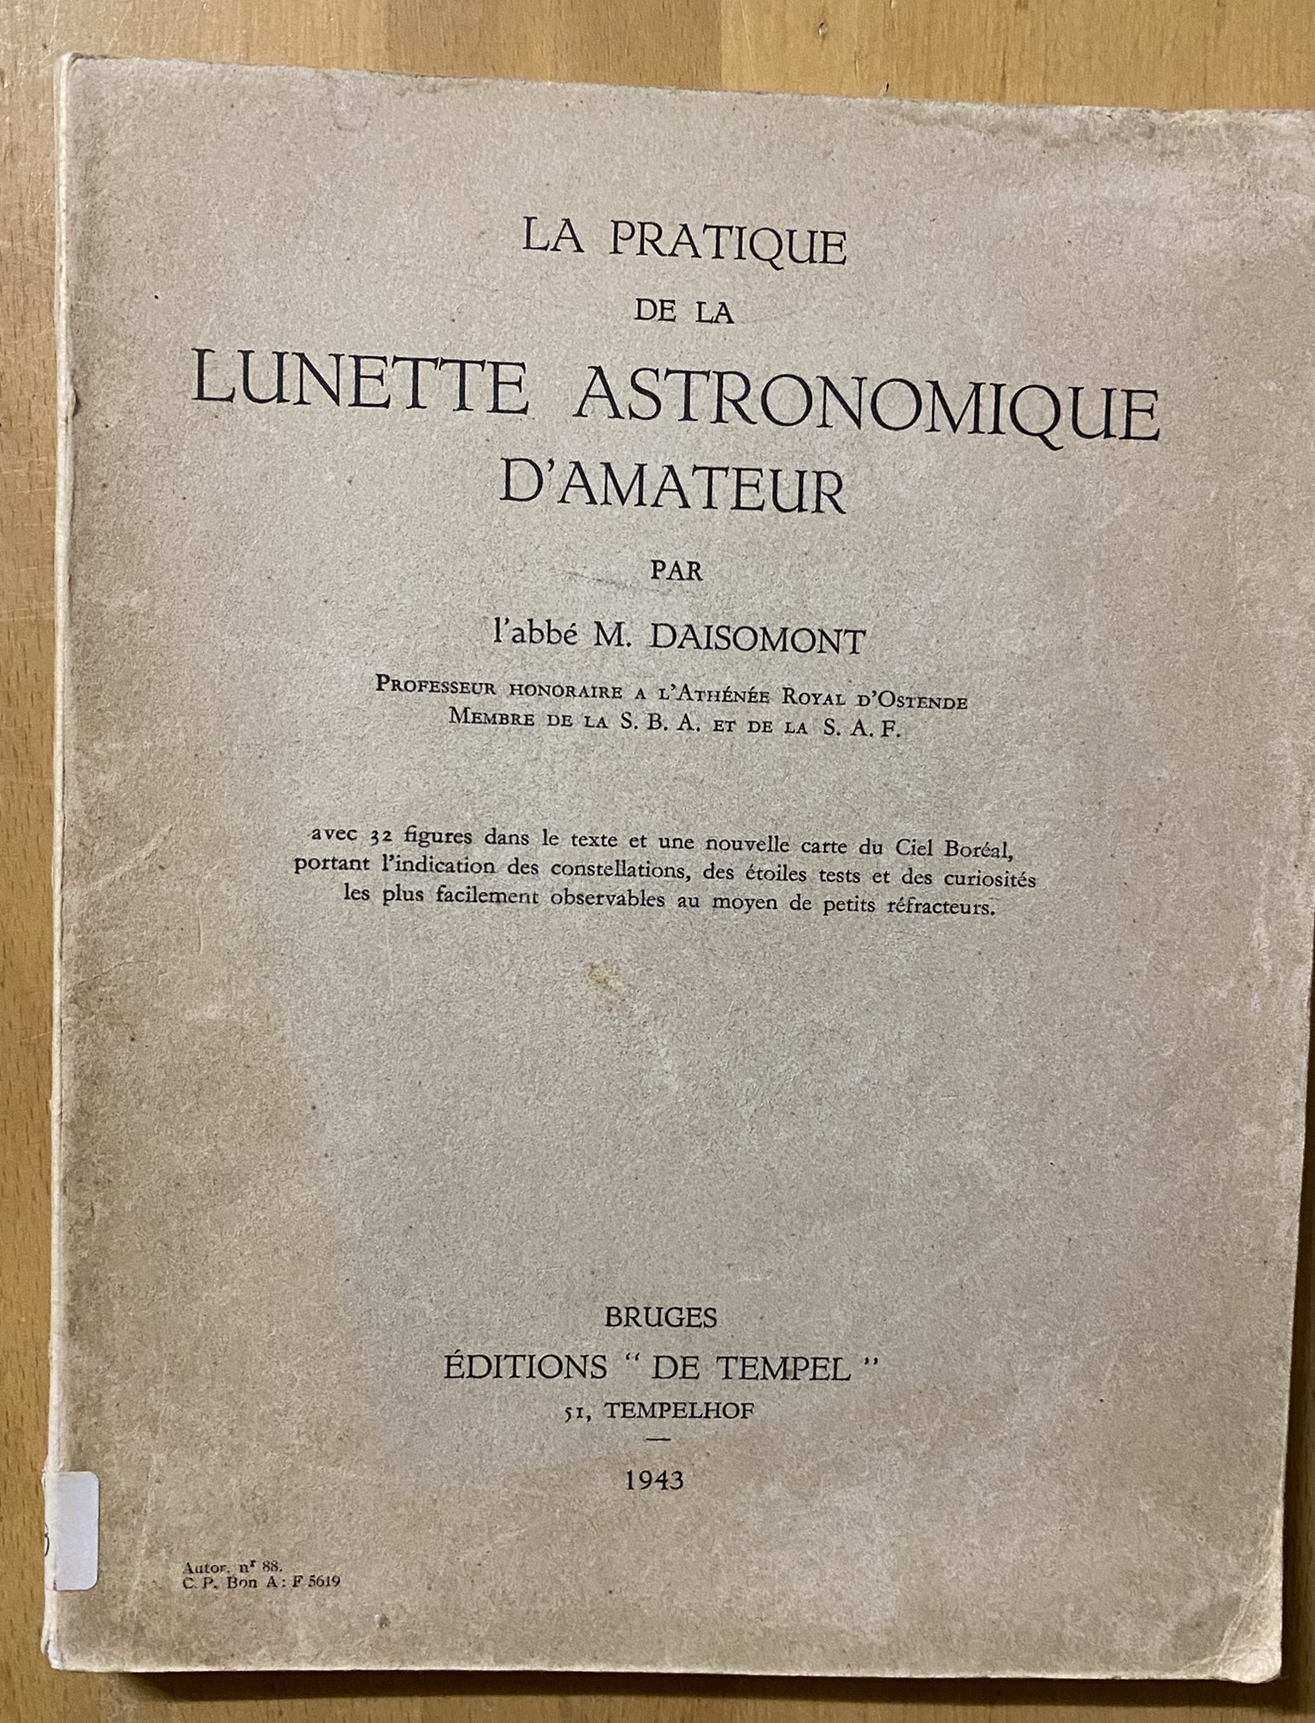 LA PRATIQUE
DE LA
LUNETTE ASTRONOMIQUE
D'AMATEUR
PAR
l'abbé M. DAISOMONT
PROFESSEUR HONORAIRE A L'ATHÉNÉE ROYAL D'OSTENDE
MEMBRE DE LA S. B. A. ET DE LA S. A. F.
avec 32 figures dans le texte et une nouvelle carte du Ciel Boréal,
portant l'indication des constellations, des étoiles tests et des curiosités
les plus facilement observables au moyen de petits réfracteurs.
BRUGES
ÉDITIONS “ DE TEMPEL ”
51, TEMPELHOF
—
1943
Autor. nr 88.
C. P. Bon A : F 5619